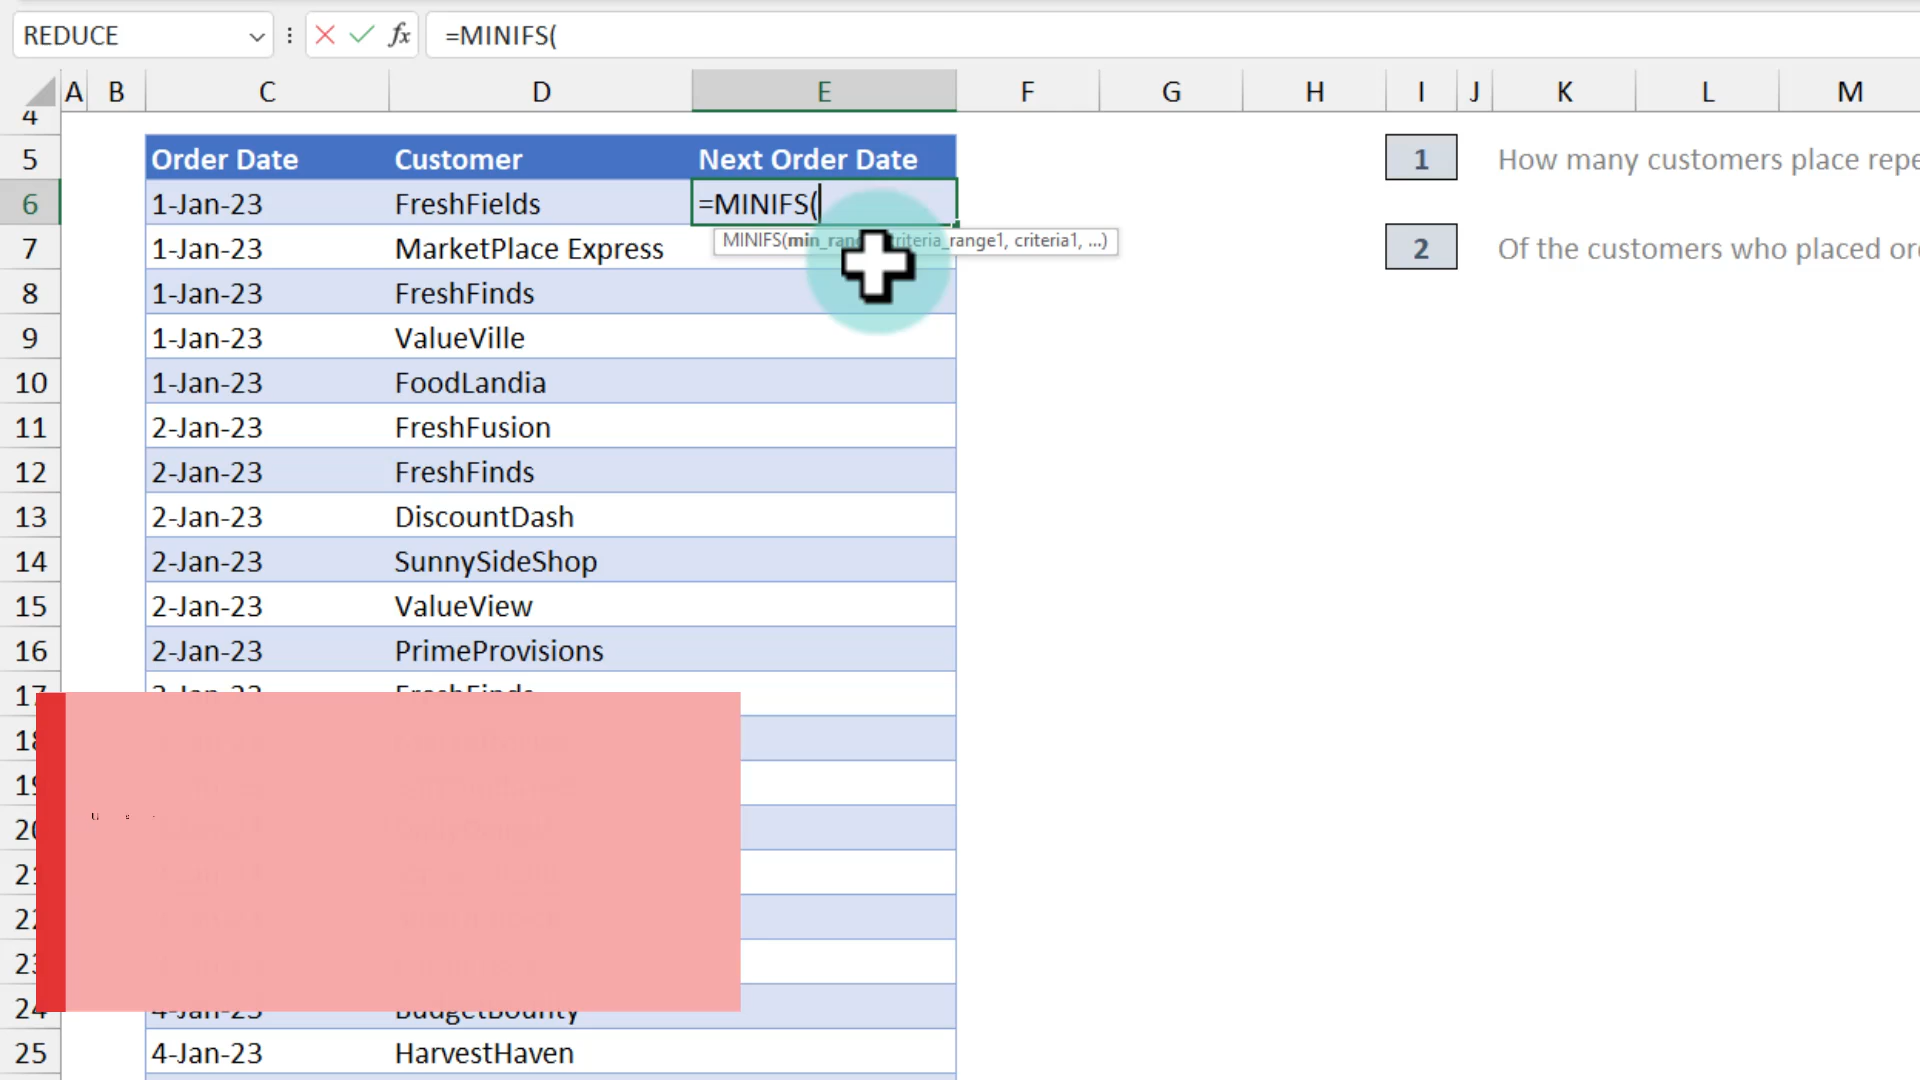 REDUCE =MINIFS(
A B C D E F G H I J K L M
4
5 Order Date Customer Next Order Date 1 How many customers place repe
6 1-Jan-23 FreshFields =MINIFS(
MINIFS(min_ran criteria_range1, criteria1, ...)
7 1-Jan-23 MarketPlace Express 2 Of the customers who placed or
8 1-Jan-23 FreshFinds
9 1-Jan-23 ValueVille
10 1-Jan-23 FoodLandia
11 2-Jan-23 FreshFusion
12 2-Jan-23 FreshFinds
13 2-Jan-23 DiscountDash
14 2-Jan-23 SunnySideShop
15 2-Jan-23 ValueView
16 2-Jan-23 PrimeProvisions
17 FreshFinds
18
19
20
21
22
23
24 4-Jan-23 BudgetBounty
25 4-Jan-23 HarvestHaven